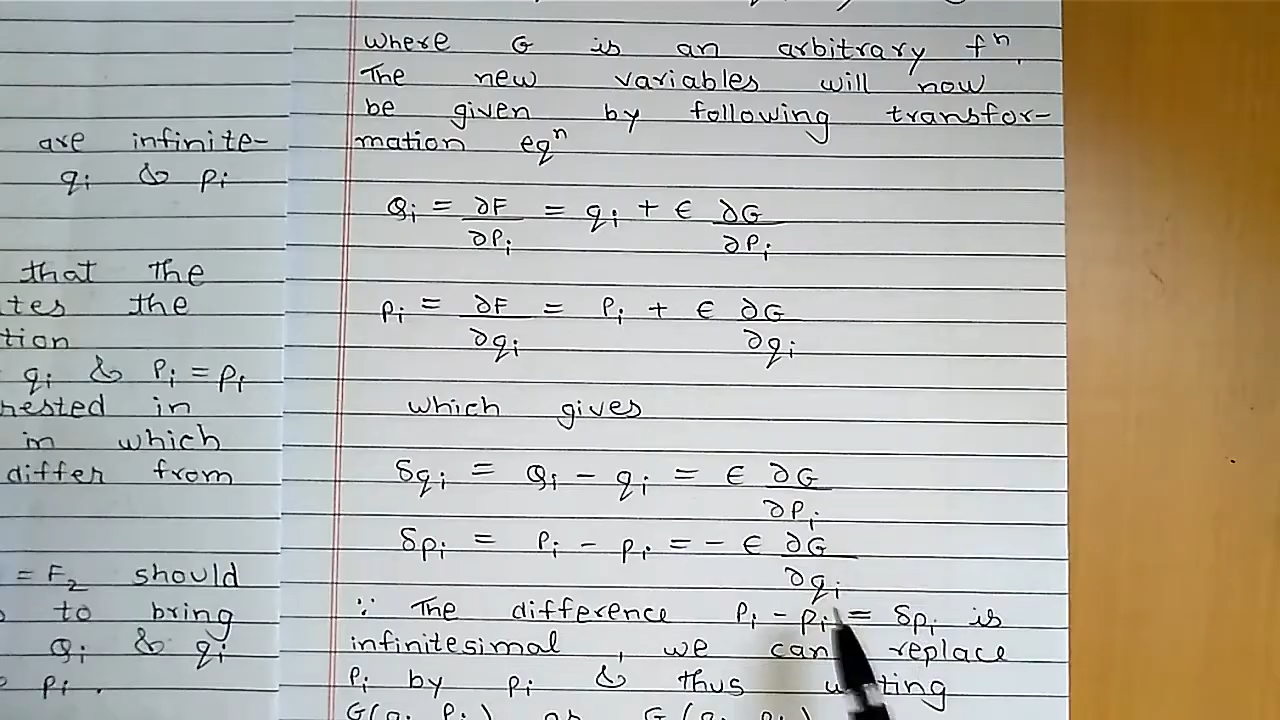 are infinite-
qᵢ & pᵢ
that the
tes the
tion
qᵢ & Pᵢ = pᵢ
nested in
in which
differ from
= F₂ should
to bring
Qᵢ & qᵢ
pᵢ.
where G is an arbitrary fⁿ.
The new variables will now
be given by following transfor-
mation eqⁿ
Qᵢ = ∂F/∂Pᵢ = qᵢ + ϵ ∂G/∂Pᵢ
pᵢ = ∂F/∂qᵢ = Pᵢ + ϵ ∂G/∂qᵢ
which gives
δqᵢ = Qᵢ - qᵢ = ϵ ∂G/∂Pᵢ
δpᵢ = Pᵢ - pᵢ = - ϵ ∂G/∂qᵢ
∵ The difference Pᵢ - pᵢ = δpᵢ is
infinitesimal, we can replace
Pᵢ by pᵢ & thus